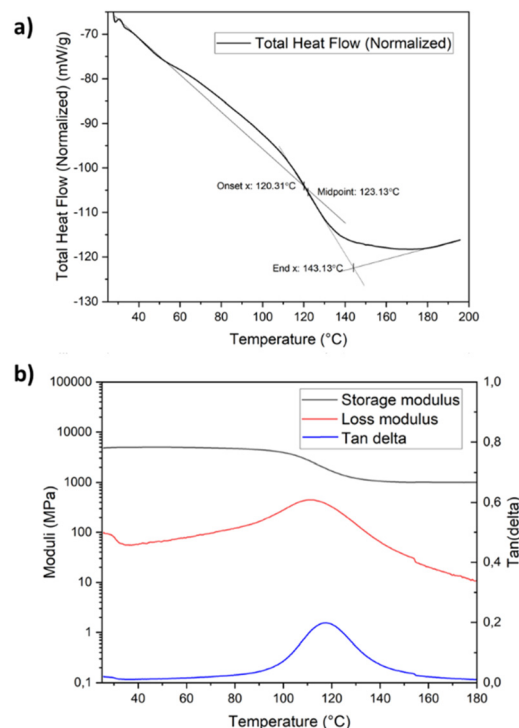 a)
Total Heat Flow (Normalized)
Total Heat Flow (Normalized) (mW/g)
-70
-80
-90
-100
-110
-120
-130
Onset x: 120.31°C
Midpoint: 123.13°C
End x: 143.13°C
40 60 80 100 120 140 160 180 200
Temperature (°C)
b)
Storage modulus
Loss modulus
Tan delta
Moduli (MPa)
100000
10000
1000
100
10
1
0,1
1,0
0,8
0,6
0,4
0,2
0,0
Tan(delta)
40 60 80 100 120 140 160 180
Temperature (°C)